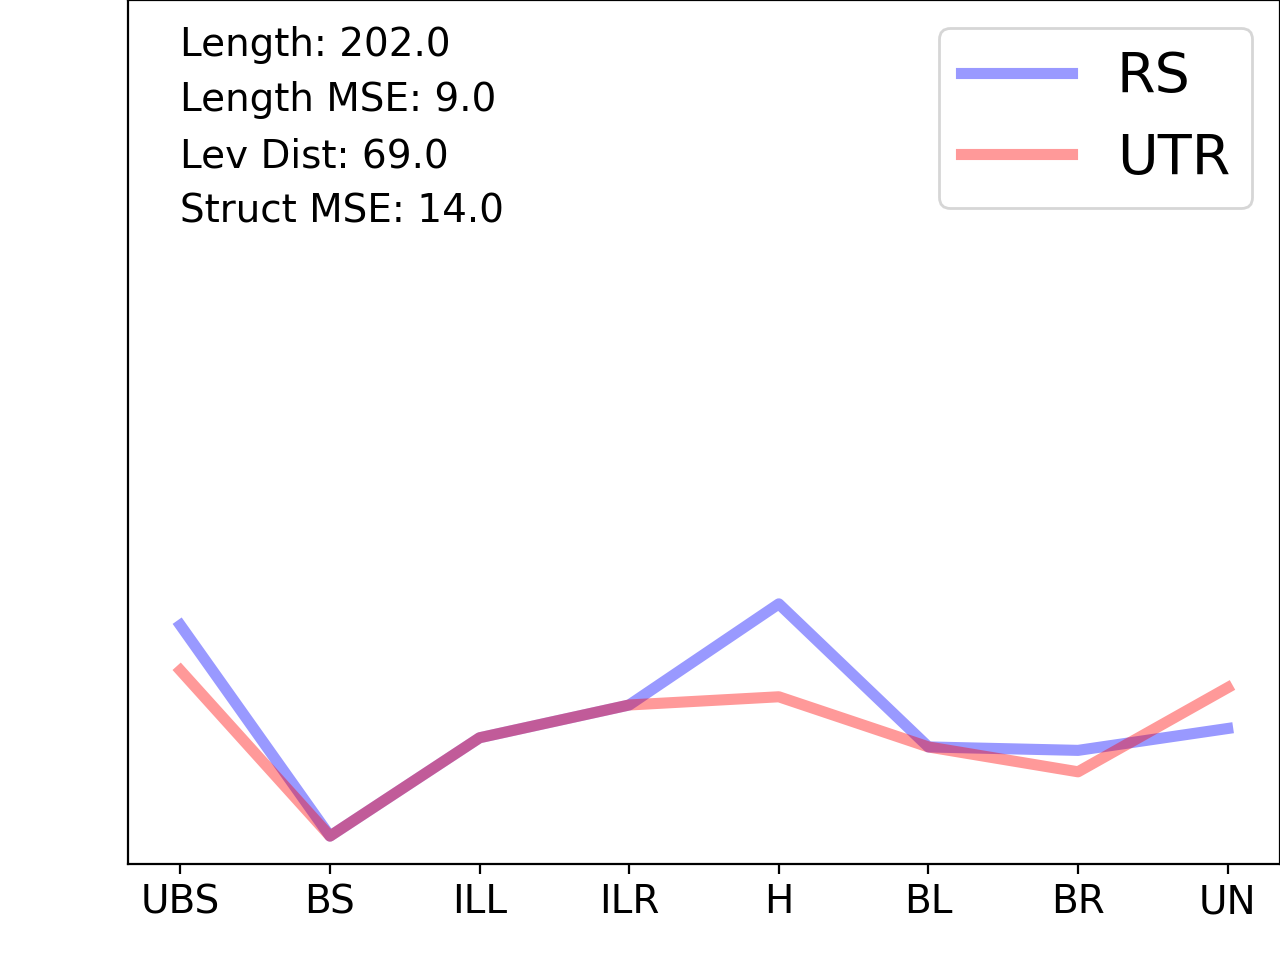 Length: 202.0
Length MSE: 9.0
Lev Dist: 69.0
Struct MSE: 14.0
RS
UTR
UBS BS ILL ILR H BL BR UN